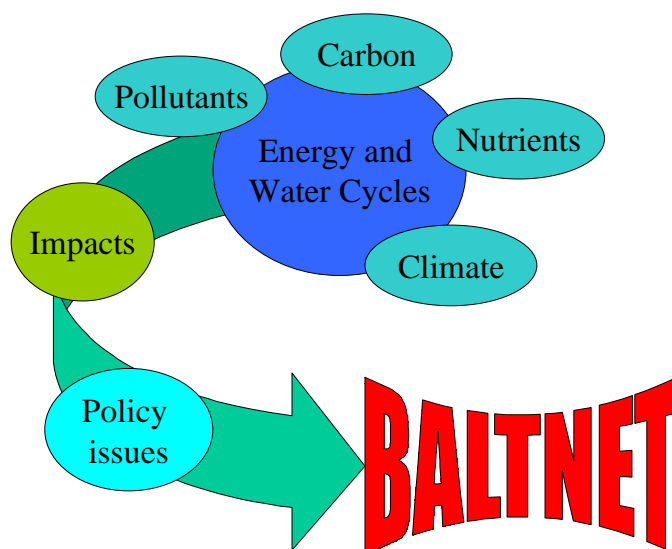 Carbon
Pollutants
Nutrients
Energy and
Water Cycles
Impacts
Climate
Policy
issues
BALTNET